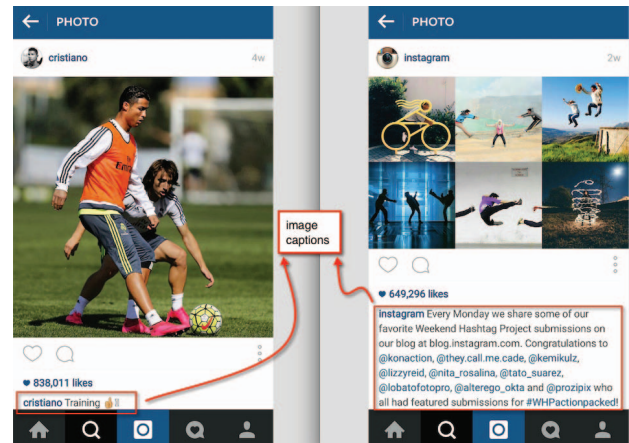 PHOTO
cristiano 4w
Fly
Emirates
838,011 likes
cristiano Training 👍
image
captions
PHOTO
instagram 2w
649,296 likes
instagram Every Monday we share some of our
favorite Weekend Hashtag Project submissions on
our blog at blog.instagram.com. Congratulations to
@konaction, @they.call.me.cade, @kemikulz,
@lizzyreid, @nita_rosalina, @tato_suarez,
@lobatofotopro, @alterego_okta and @prozipix who
all had featured submissions for #WHPactionpacked!